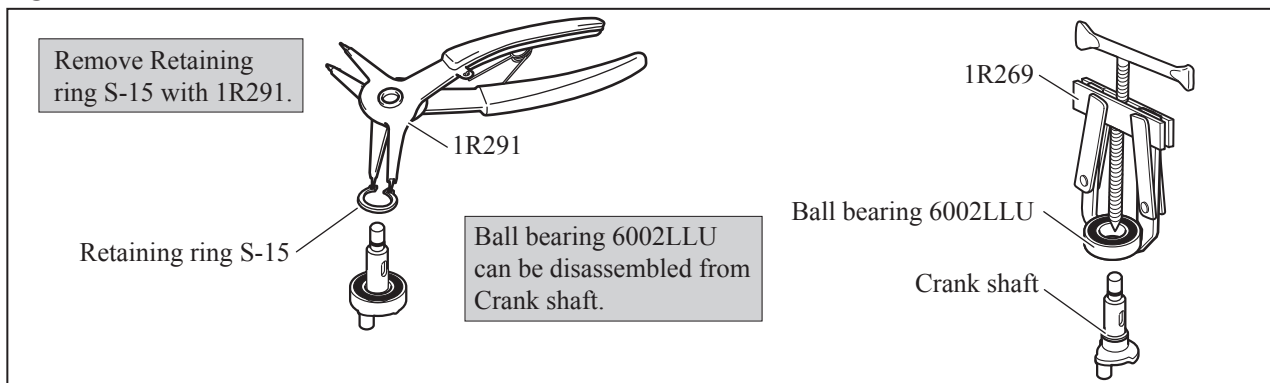 Remove Retaining
ring S-15 with 1R291.
1R291
Retaining ring S-15
Ball bearing 6002LLU
can be disassembled from
Crank shaft.
1R269
Ball bearing 6002LLU
Crank shaft